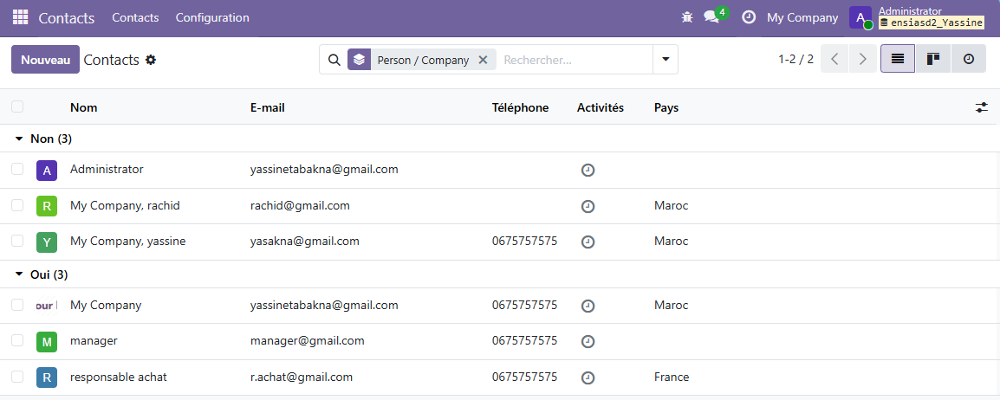 Contacts Contacts Configuration 4 My Company A Administrator
ensiasd2_Yassine
Nouveau Contacts Person / Company Rechercher... 1-2 / 2
Nom E-mail Téléphone Activités Pays
Non (3)
A Administrator yassinetabakna@gmail.com
R My Company, rachid rachid@gmail.com Maroc
Y My Company, yassine yasakna@gmail.com 0675757575 Maroc
Oui (3)
our My Company yassinetabakna@gmail.com 0675757575 Maroc
M manager manager@gmail.com 0675757575
R responsable achat r.achat@gmail.com 0675757575 France